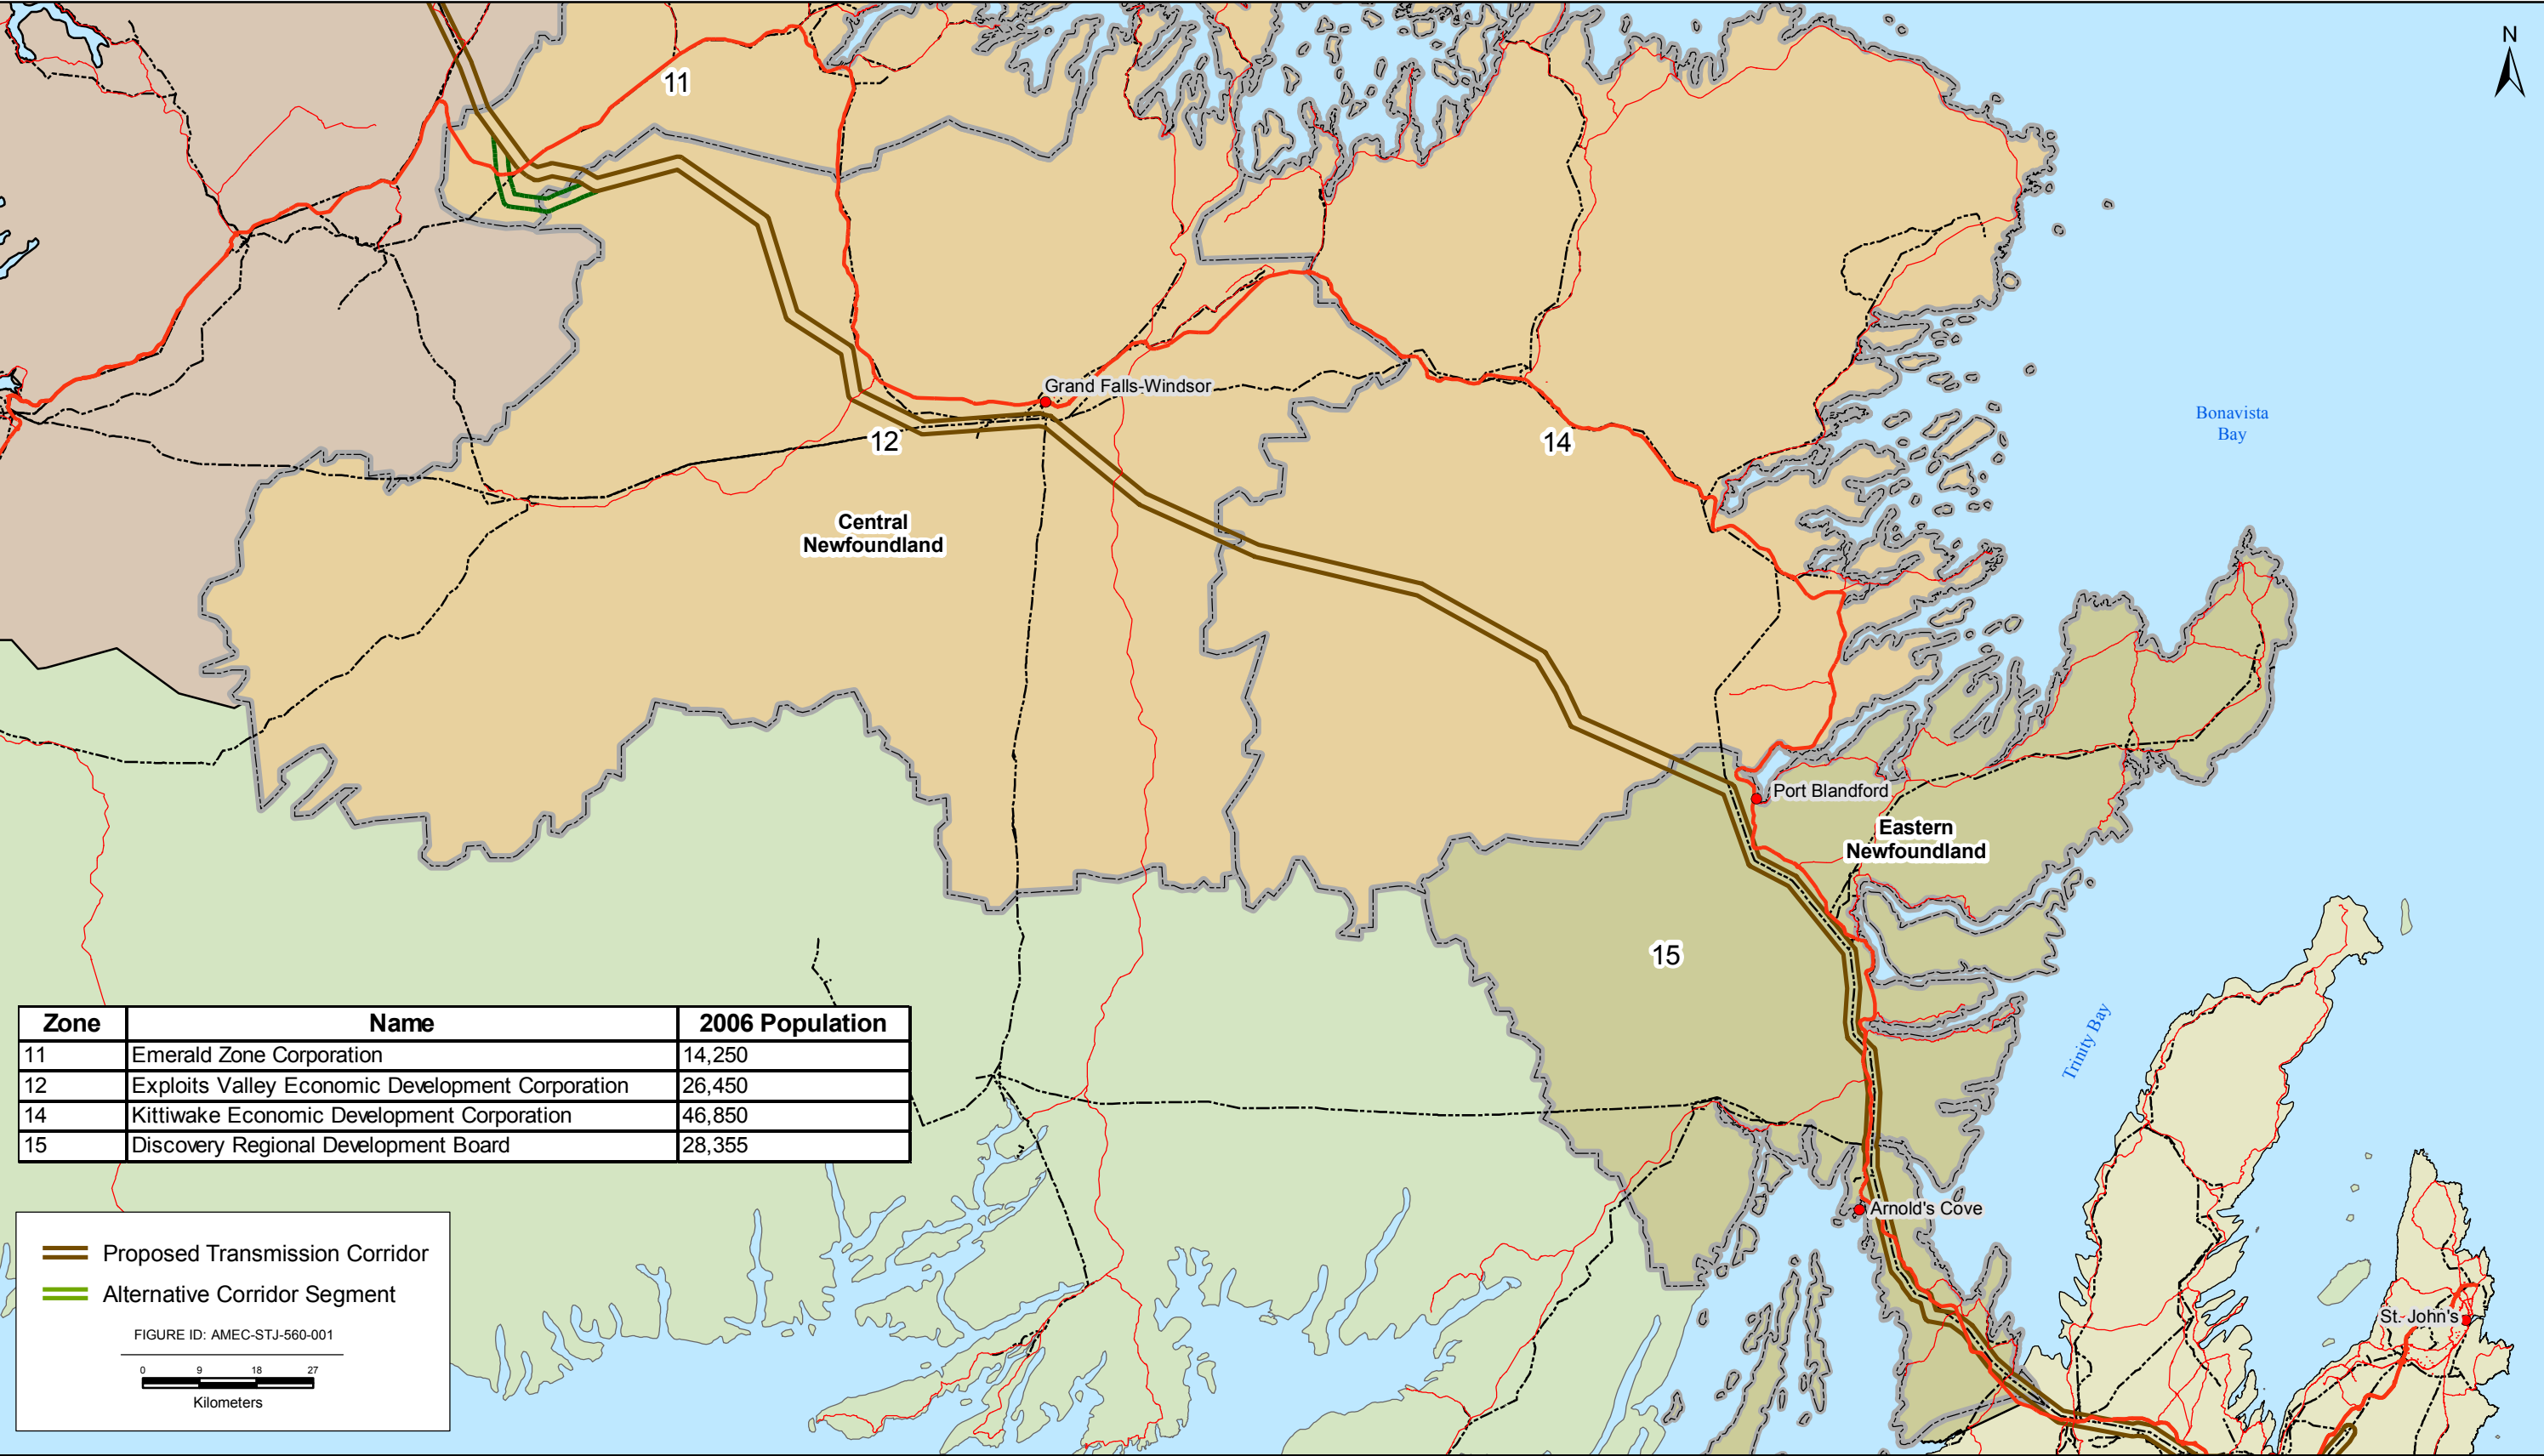 N
11
Grand Falls-Windsor
Bonavista
Bay
12
14
Central
Newfoundland
Port Blandford
Eastern
Newfoundland
15
Trinity Bay
Zone Name 2006 Population
11 Emerald Zone Corporation 14,250
12 Exploits Valley Economic Development Corporation 26,450
14 Kittiwake Economic Development Corporation 46,850
15 Discovery Regional Development Board 28,355
Arnold's Cove
St. John's
Proposed Transmission Corridor
Alternative Corridor Segment
FIGURE ID: AMEC-STJ-560-001
0 9 18 27
Kilometers